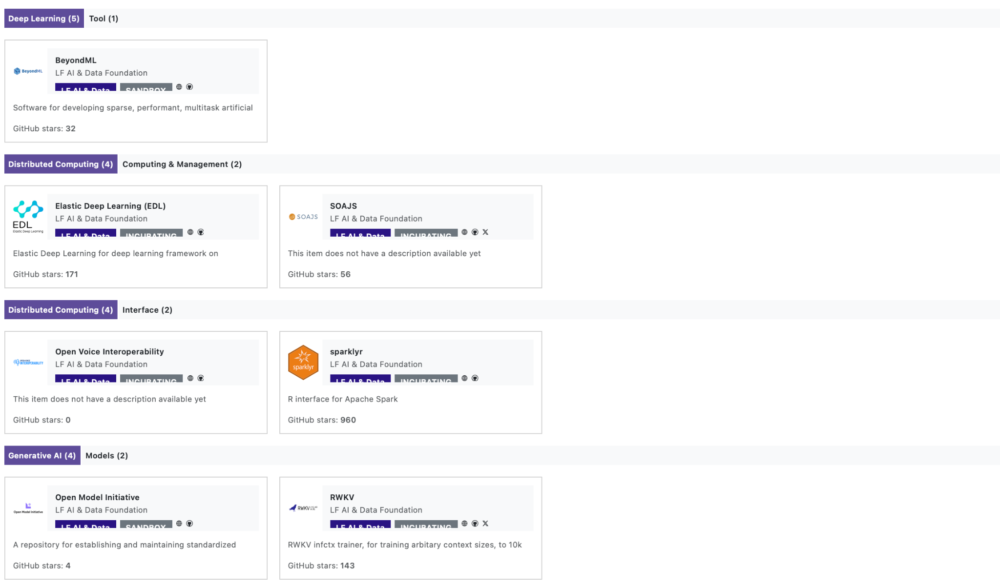 Deep Learning (5) Tool (1)
BeyondML
BeyondML
LF AI & Data Foundation
LF AI & Data SANDBOX
Software for developing sparse, performant, multitask artificial
GitHub stars: 32
Distributed Computing (4) Computing & Management (2)
EDL
Elastic Deep Learning
Elastic Deep Learning (EDL)
LF AI & Data Foundation
LF AI & Data INCUBATING
Elastic Deep Learning for deep learning framework on
GitHub stars: 171
SOAJS
SOAJS
LF AI & Data Foundation
LF AI & Data INCUBATING
This item does not have a description available yet
GitHub stars: 56
Distributed Computing (4) Interface (2)
OPEN VOICE
INTEROPERABILITY
Open Voice Interoperability
LF AI & Data Foundation
LF AI & Data INCUBATING
This item does not have a description available yet
GitHub stars: 0
sparklyr
sparklyr
LF AI & Data Foundation
LF AI & Data INCUBATING
R interface for Apache Spark
GitHub stars: 960
Generative AI (4) Models (2)
Open Model Initiative
Open Model Initiative
LF AI & Data Foundation
LF AI & Data SANDBOX
A repository for establishing and maintaining standardized
GitHub stars: 4
RWKV
RWKV
LF AI & Data Foundation
LF AI & Data INCUBATING
RWKV infctx trainer, for training arbitary context sizes, to 10k
GitHub stars: 143